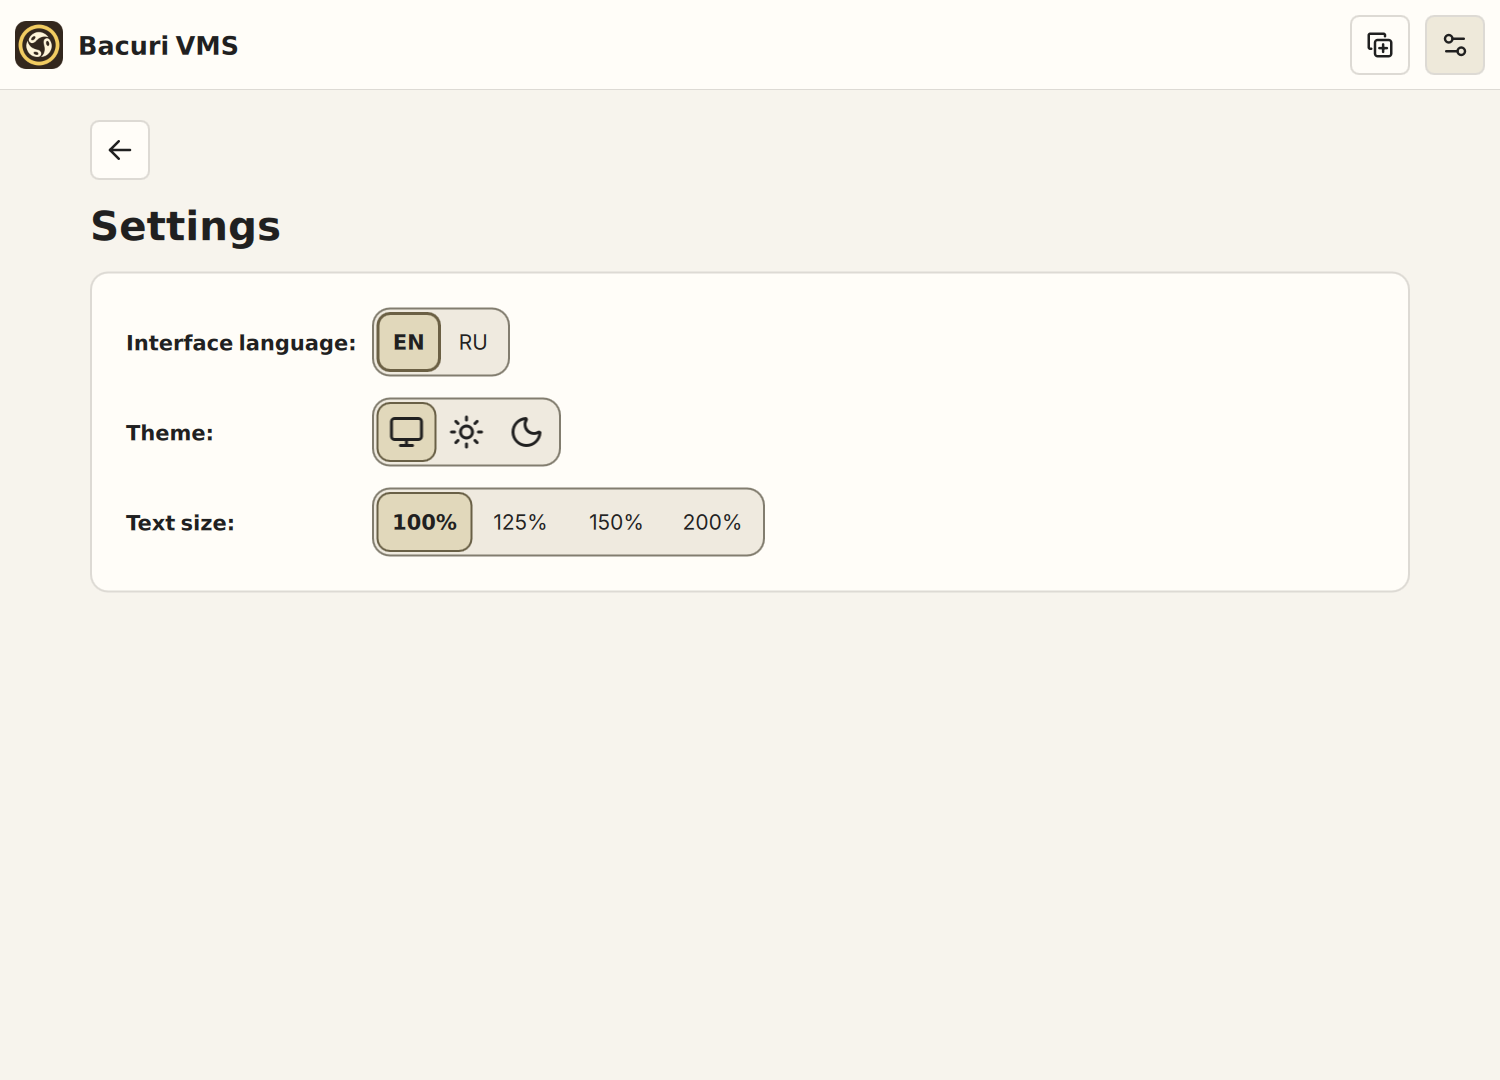 Bacuri VMS
Settings
Interface language: EN RU
Theme:
Text size: 100% 125% 150% 200%